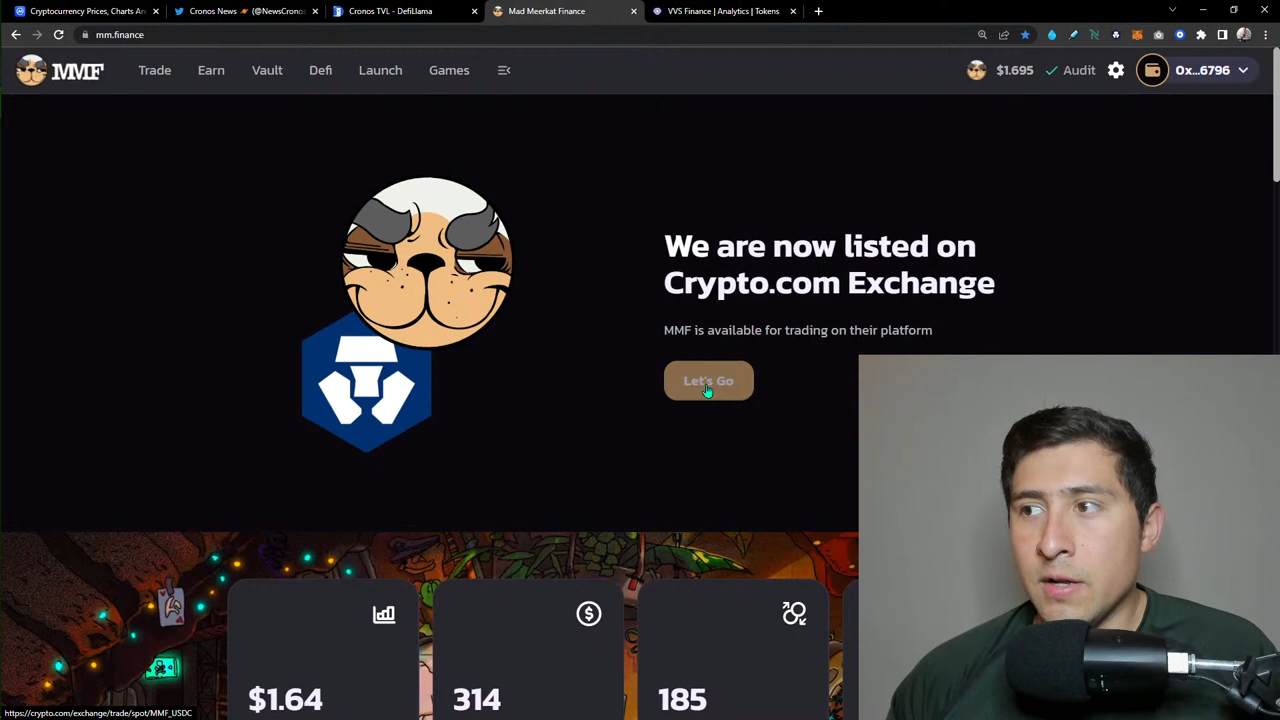 Cryptocurrency Prices, Charts An
Cronos News 🥕 (@NewsCronos
Cronos TVL - DefiLlama
Mad Meerkat Finance
VVS Finance | Analytics | Tokens
mm.finance
MMF
Trade
Earn
Vault
Defi
Launch
Games
$1.695
Audit
0x...6796
We are now listed on
Crypto.com Exchange
MMF is available for trading on their platform
Let's Go
$1.64
314
185
https://crypto.com/exchange/trade/spot/MMF_USDC